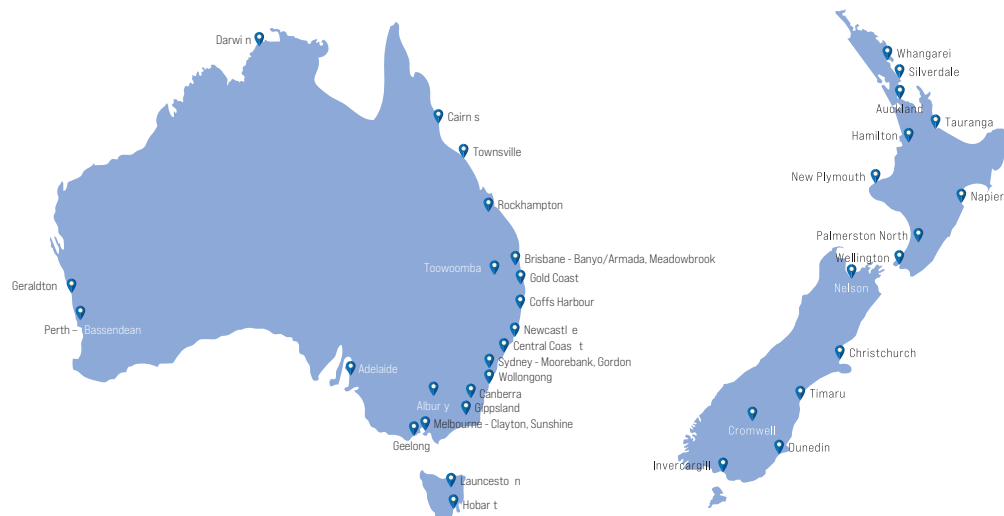 Darwin
Cairns
Townsville
Rockhampton
Brisbane - Banyo/Armada, Meadowbrook
Toowoomba
Gold Coast
Geraldton
Coffs Harbour
Perth – Bassendean
Newcastle
Central Coast
Sydney - Moorebank, Gordon
Adelaide
Wollongong
Canberra
Albury
Gippsland
Melbourne - Clayton, Sunshine
Geelong
Launceston
Hobart
Whangarei
Silverdale
Auckland
Tauranga
Hamilton
New Plymouth
Napier
Palmerston North
Wellington
Nelson
Christchurch
Timaru
Cromwell
Dunedin
Invercargill